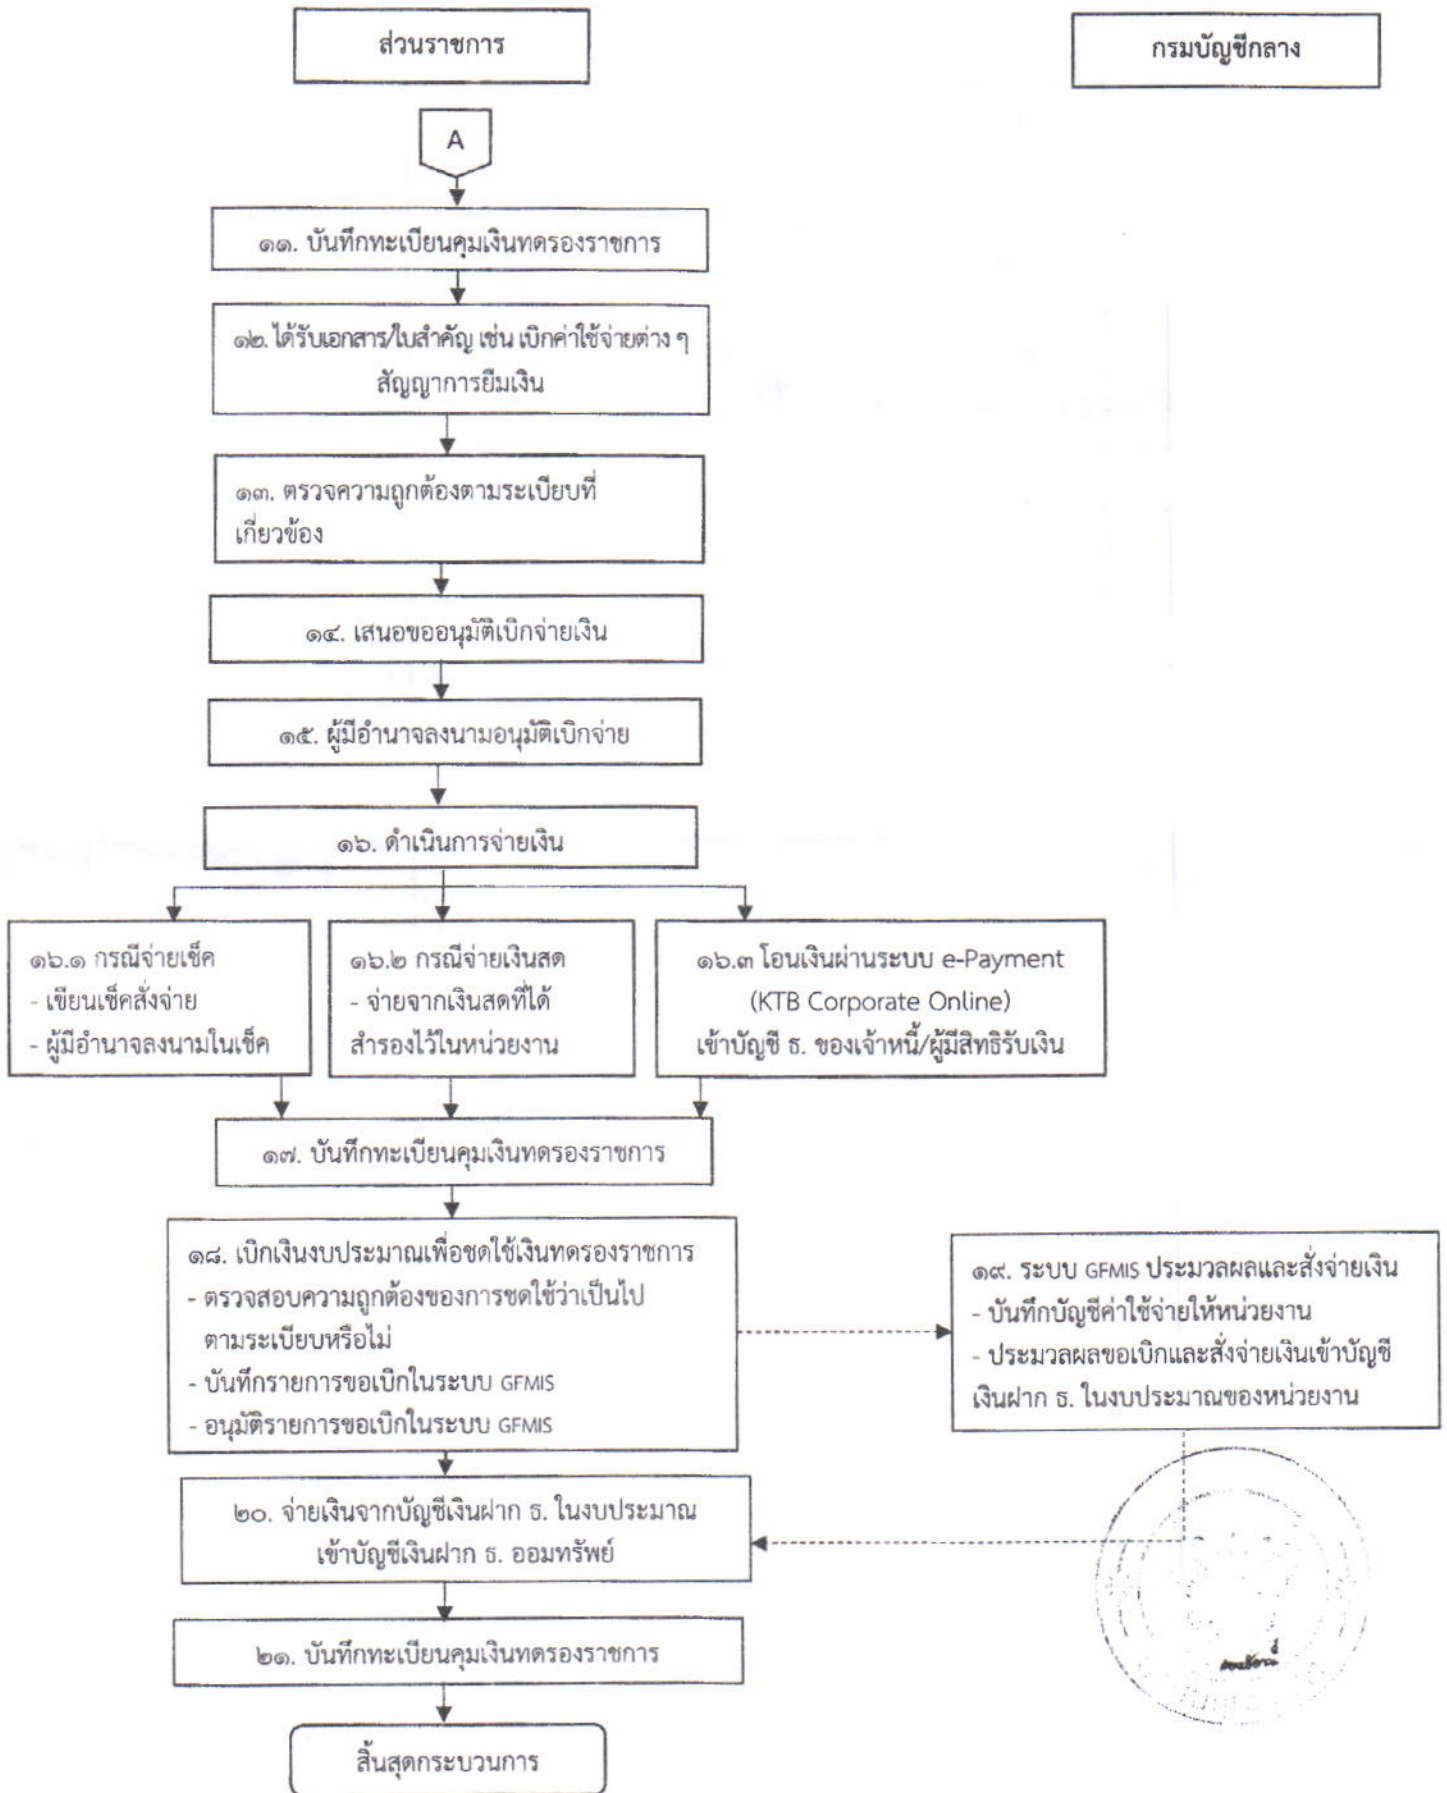 ส่วนราชการ
กรมบัญชีกลาง
A
๑๑. บันทึกทะเบียนคุมเงินทดรองราชการ
๑๒. ได้รับเอกสาร/ใบสำคัญ เช่น เบิกค่าใช้จ่ายต่าง ๆ
สัญญาการยืมเงิน
๑๓. ตรวจความถูกต้องตามระเบียบที่
เกี่ยวข้อง
๑๔. เสนอขออนุมัติเบิกจ่ายเงิน
๑๕. ผู้มีอำนาจลงนามอนุมัติเบิกจ่าย
๑๖. ดำเนินการจ่ายเงิน
๑๖.๑ กรณีจ่ายเช็ค
- เขียนเช็คสั่งจ่าย
- ผู้มีอำนาจลงนามในเช็ค
๑๖.๒ กรณีจ่ายเงินสด
- จ่ายจากเงินสดที่ได้
สำรองไว้ในหน่วยงาน
๑๖.๓ โอนเงินผ่านระบบ e-Payment
(KTB Corporate Online)
เข้าบัญชี ธ. ของเจ้าหนี้/ผู้มีสิทธิรับเงิน
๑๗. บันทึกทะเบียนคุมเงินทดรองราชการ
๑๘. เบิกเงินงบประมาณเพื่อชดใช้เงินทดรองราชการ
- ตรวจสอบความถูกต้องของการชดใช้ว่าเป็นไป
ตามระเบียบหรือไม่
- บันทึกรายการขอเบิกในระบบ GFMIS
- อนุมัติรายการขอเบิกในระบบ GFMIS
๑๙. ระบบ GFMIS ประมวลผลและสั่งจ่ายเงิน
- บันทึกบัญชีค่าใช้จ่ายให้หน่วยงาน
- ประมวลผลขอเบิกและสั่งจ่ายเงินเข้าบัญชี
เงินฝาก ธ. ในงบประมาณของหน่วยงาน
๒๐. จ่ายเงินจากบัญชีเงินฝาก ธ. ในงบประมาณ
เข้าบัญชีเงินฝาก ธ. ออมทรัพย์
๒๑. บันทึกทะเบียนคุมเงินทดรองราชการ
สิ้นสุดกระบวนการ